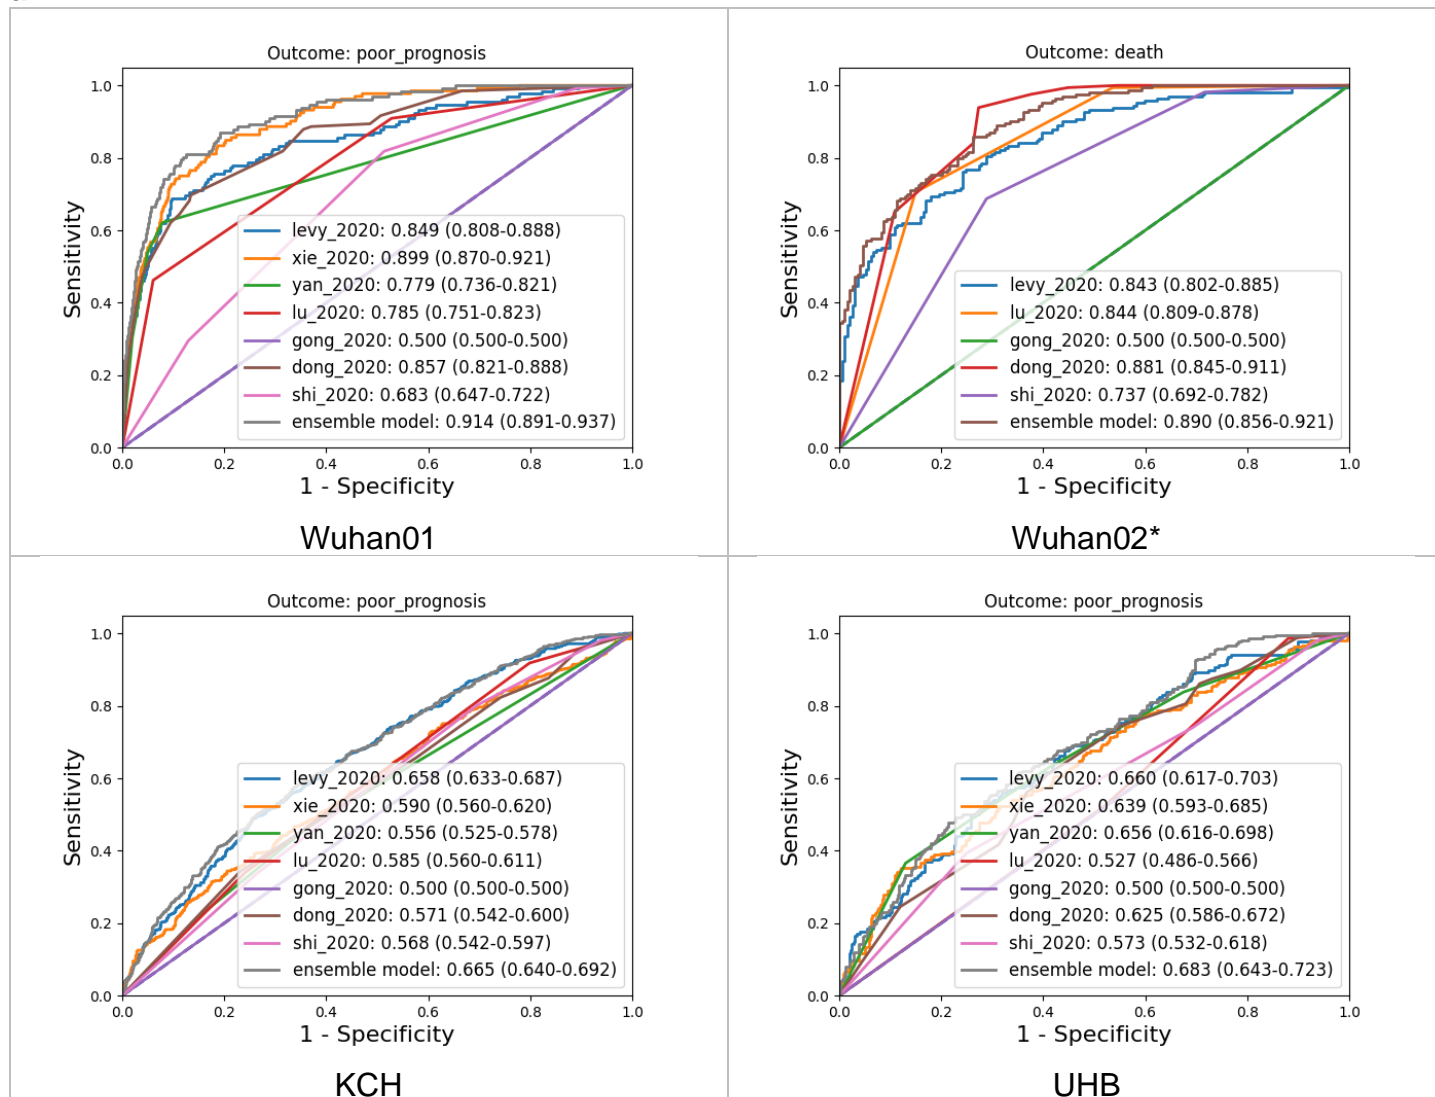 Outcome: poor_prognosis
1.0
0.8
0.6
0.4
0.2
0.0
Sensitivity
levy_2020: 0.849 (0.808-0.888)
xie_2020: 0.899 (0.870-0.921)
yan_2020: 0.779 (0.736-0.821)
lu_2020: 0.785 (0.751-0.823)
gong_2020: 0.500 (0.500-0.500)
dong_2020: 0.857 (0.821-0.888)
shi_2020: 0.683 (0.647-0.722)
ensemble model: 0.914 (0.891-0.937)
0.0 0.2 0.4 0.6 0.8 1.0
1 - Specificity
Wuhan01
Outcome: death
1.0
0.8
0.6
0.4
0.2
0.0
Sensitivity
levy_2020: 0.843 (0.802-0.885)
lu_2020: 0.844 (0.809-0.878)
gong_2020: 0.500 (0.500-0.500)
dong_2020: 0.881 (0.845-0.911)
shi_2020: 0.737 (0.692-0.782)
ensemble model: 0.890 (0.856-0.921)
0.0 0.2 0.4 0.6 0.8 1.0
1 - Specificity
Wuhan02*
Outcome: poor_prognosis
1.0
0.8
0.6
0.4
0.2
0.0
Sensitivity
levy_2020: 0.658 (0.633-0.687)
xie_2020: 0.590 (0.560-0.620)
yan_2020: 0.556 (0.525-0.578)
lu_2020: 0.585 (0.560-0.611)
gong_2020: 0.500 (0.500-0.500)
dong_2020: 0.571 (0.542-0.600)
shi_2020: 0.568 (0.542-0.597)
ensemble model: 0.665 (0.640-0.692)
0.0 0.2 0.4 0.6 0.8 1.0
1 - Specificity
KCH
Outcome: poor_prognosis
1.0
0.8
0.6
0.4
0.2
0.0
Sensitivity
levy_2020: 0.660 (0.617-0.703)
xie_2020: 0.639 (0.593-0.685)
yan_2020: 0.656 (0.616-0.698)
lu_2020: 0.527 (0.486-0.566)
gong_2020: 0.500 (0.500-0.500)
dong_2020: 0.625 (0.586-0.672)
shi_2020: 0.573 (0.532-0.618)
ensemble model: 0.683 (0.643-0.723)
0.0 0.2 0.4 0.6 0.8 1.0
1 - Specificity
UHB